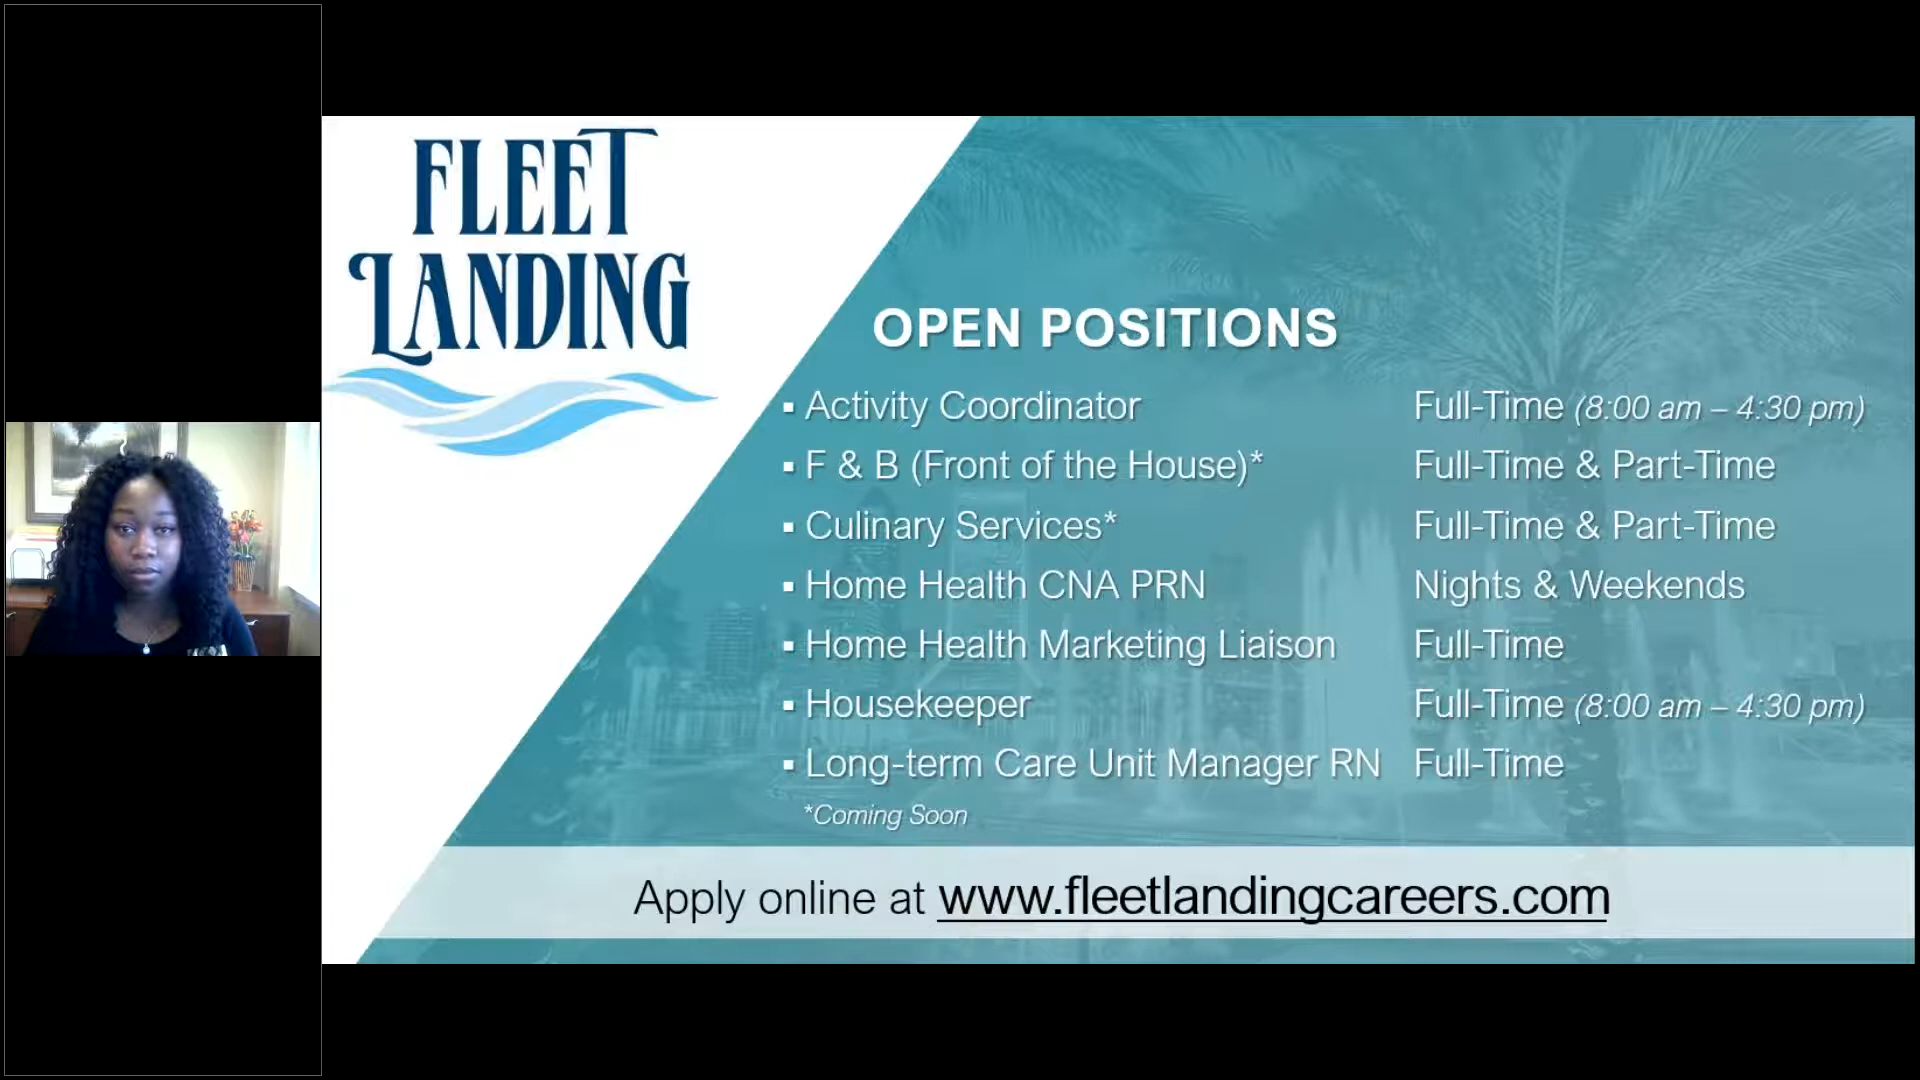 FLEET
LANDING
OPEN POSITIONS
▪ Activity Coordinator Full-Time (8:00 am – 4:30 pm)
▪ F & B (Front of the House)* Full-Time & Part-Time
▪ Culinary Services* Full-Time & Part-Time
▪ Home Health CNA PRN Nights & Weekends
▪ Home Health Marketing Liaison Full-Time
▪ Housekeeper Full-Time (8:00 am – 4:30 pm)
▪ Long-term Care Unit Manager RN Full-Time
*Coming Soon
Apply online at www.fleetlandingcareers.com